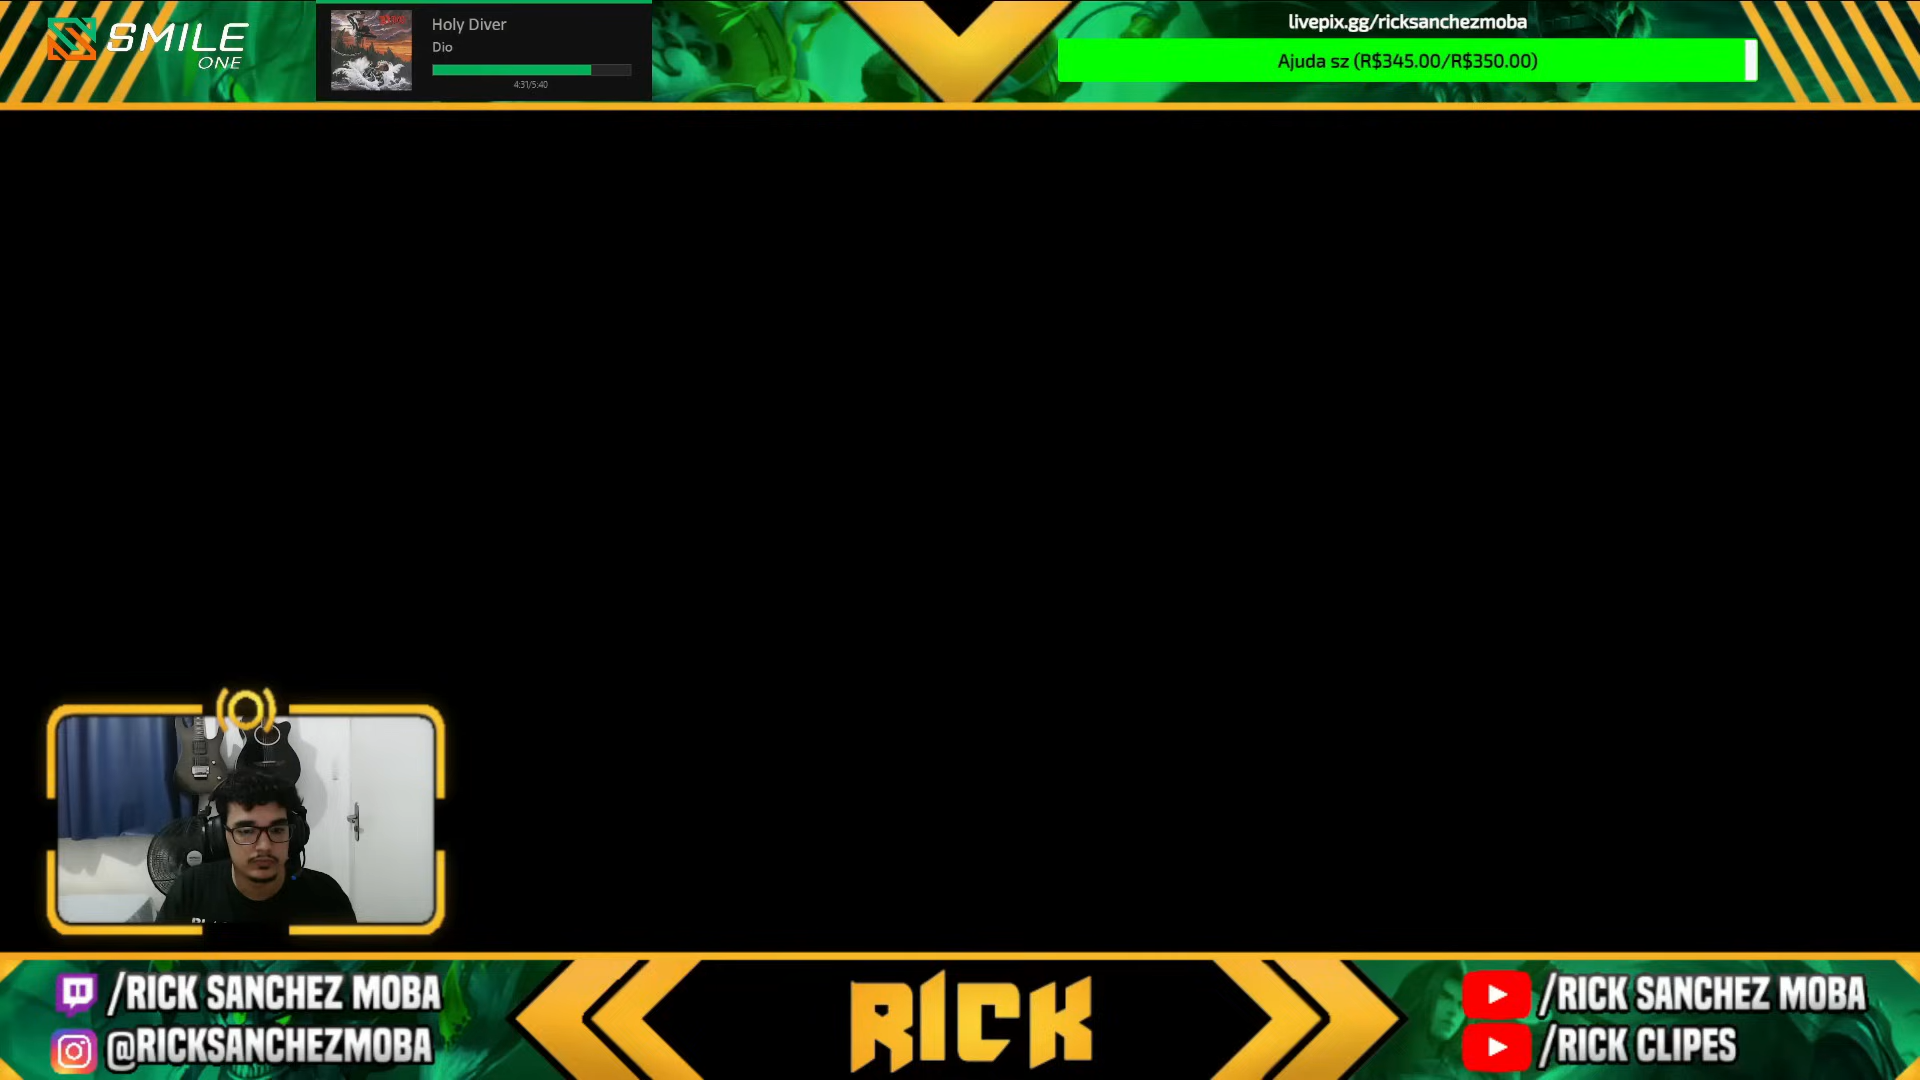 SMILE
ONE
Holy Diver
Dio
4:31/5:40
livepix.gg/ricksanchezmoba
Ajuda sz (R$345.00/R$350.00)
/RICK SANCHEZ MOBA
@RICKSANCHEZMOBA
RICK
/RICK SANCHEZ MOBA
/RICK CLIPES